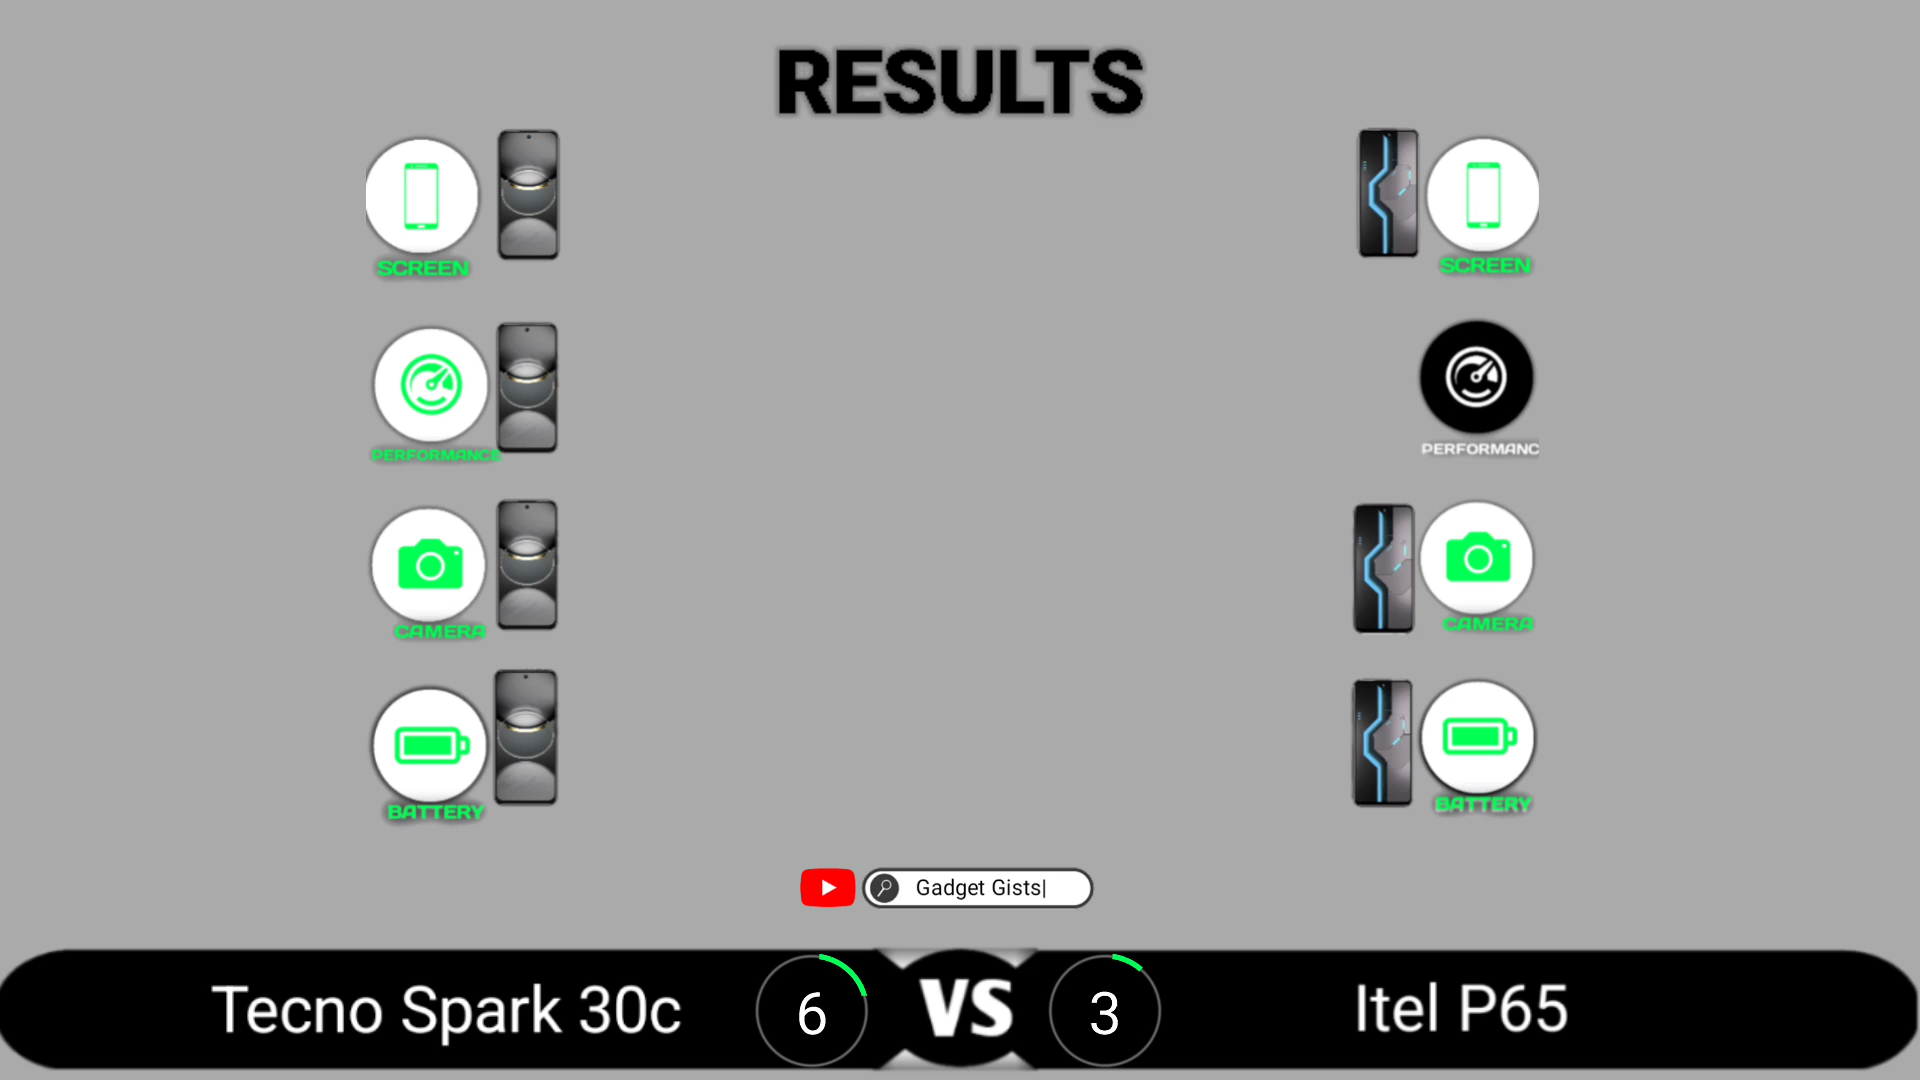 RESULTS
SCREEN
SCREEN
PERFORMANCE
PERFORMANC
CAMERA
CAMERA
BATTERY
BATTERY
Gadget Gists|
Tecno Spark 30c 6 VS 3 Itel P65